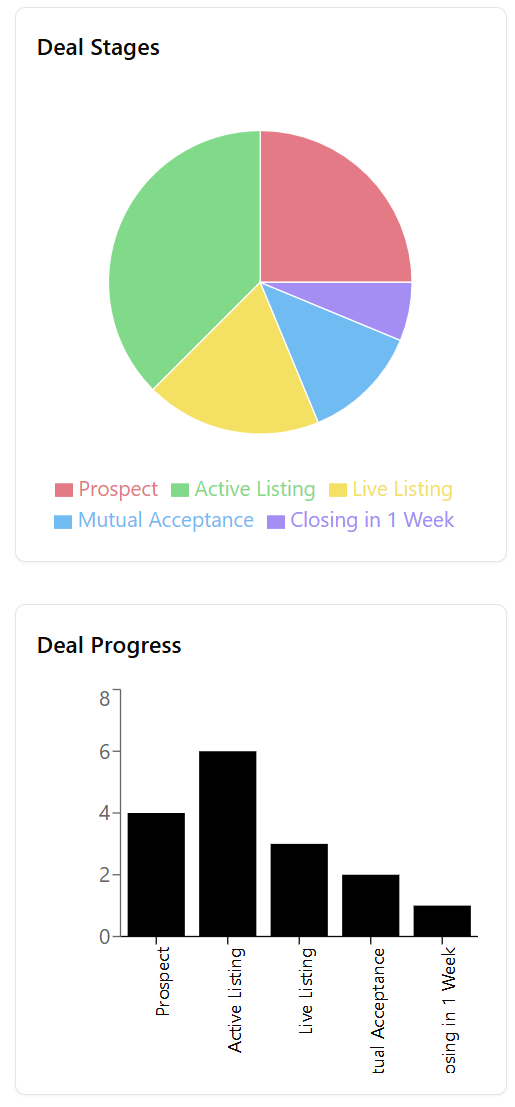 Deal Stages
Prospect Active Listing Live Listing
Mutual Acceptance Closing in 1 Week
Deal Progress
8
6
4
2
0
Prospect
Active Listing
Live Listing
tual Acceptance
osing in 1 Week